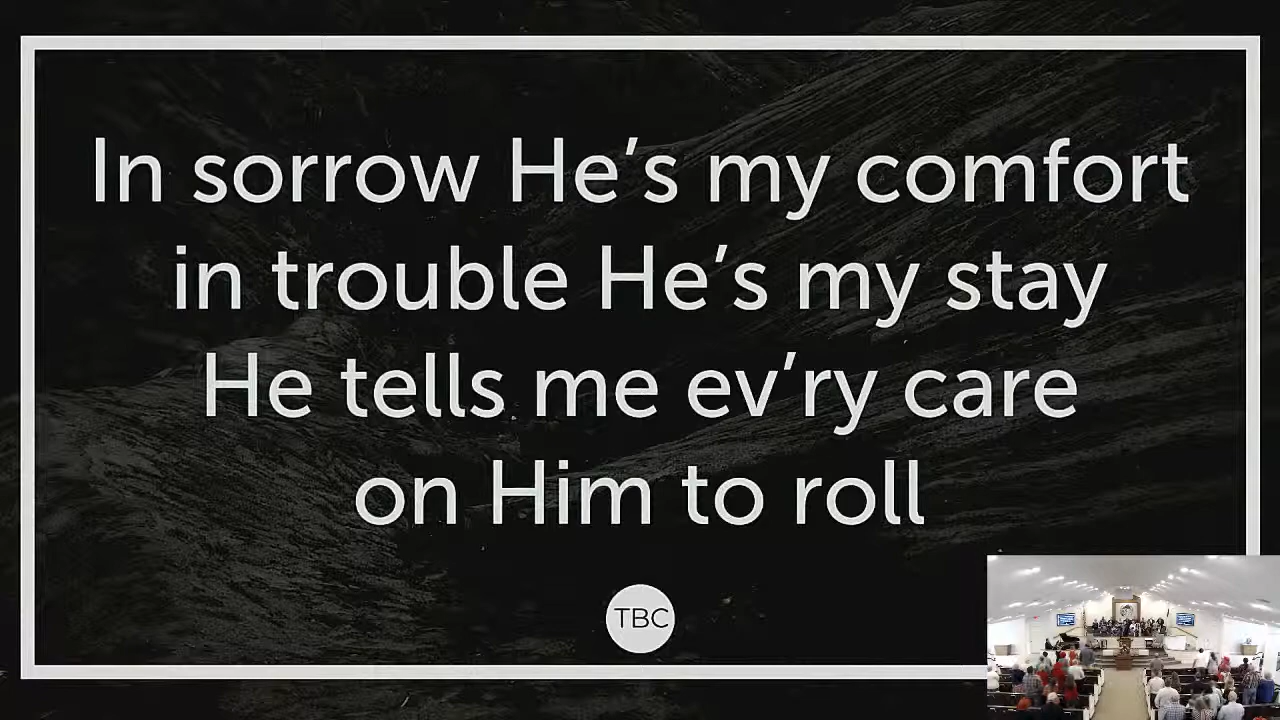 In sorrow He's my comfort
in trouble He's my stay
He tells me ev'ry care
on Him to roll
TBC